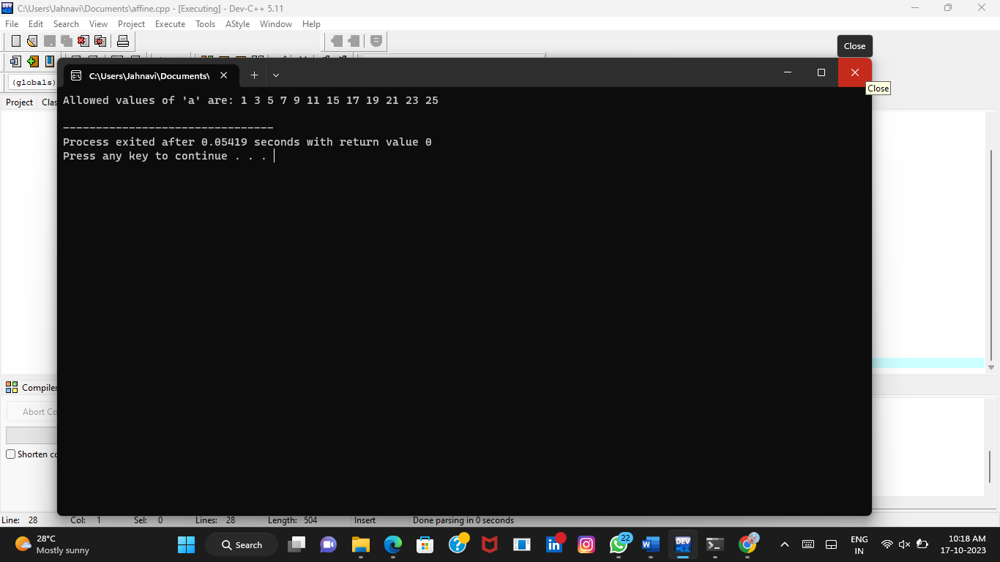 C:\Users\Jahnavi\Documents\affine.cpp - [Executing] - Dev-C++ 5.11
File Edit Search View Project Execute Tools AStyle Window Help
Close
C:\Users\Jahnavi\Documents\
(globals)
Close
Project
Allowed values of 'a' are: 1 3 5 7 9 11 15 17 19 21 23 25
--------------------------------
Process exited after 0.05419 seconds with return value 0
Press any key to continue . . .
Compiler
Abort
Shorten
Line: 28 Col: 1 Sel: 0 Lines: 28 Length: 504 Insert Done parsing in 0 seconds
28°C
Mostly sunny
Search
22
DEV
ENG
IN
10:18 AM
17-10-2023